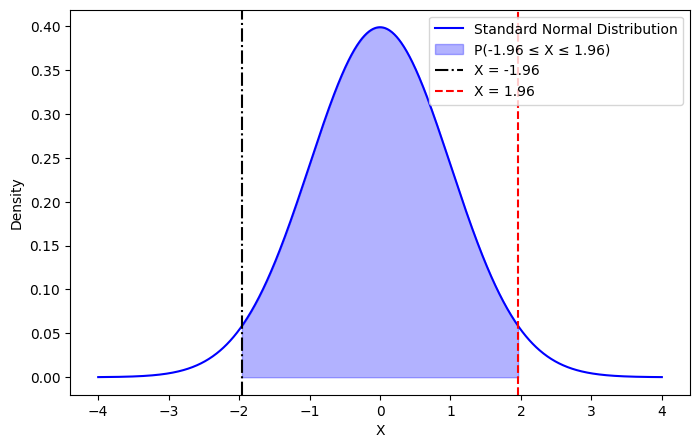 Standard Normal Distribution
P(-1.96 ≤ X ≤ 1.96)
X = -1.96
X = 1.96
0.40
0.35
0.30
0.25
0.20
0.15
0.10
0.05
0.00
Density
−4 −3 −2 −1 0 1 2 3 4
X